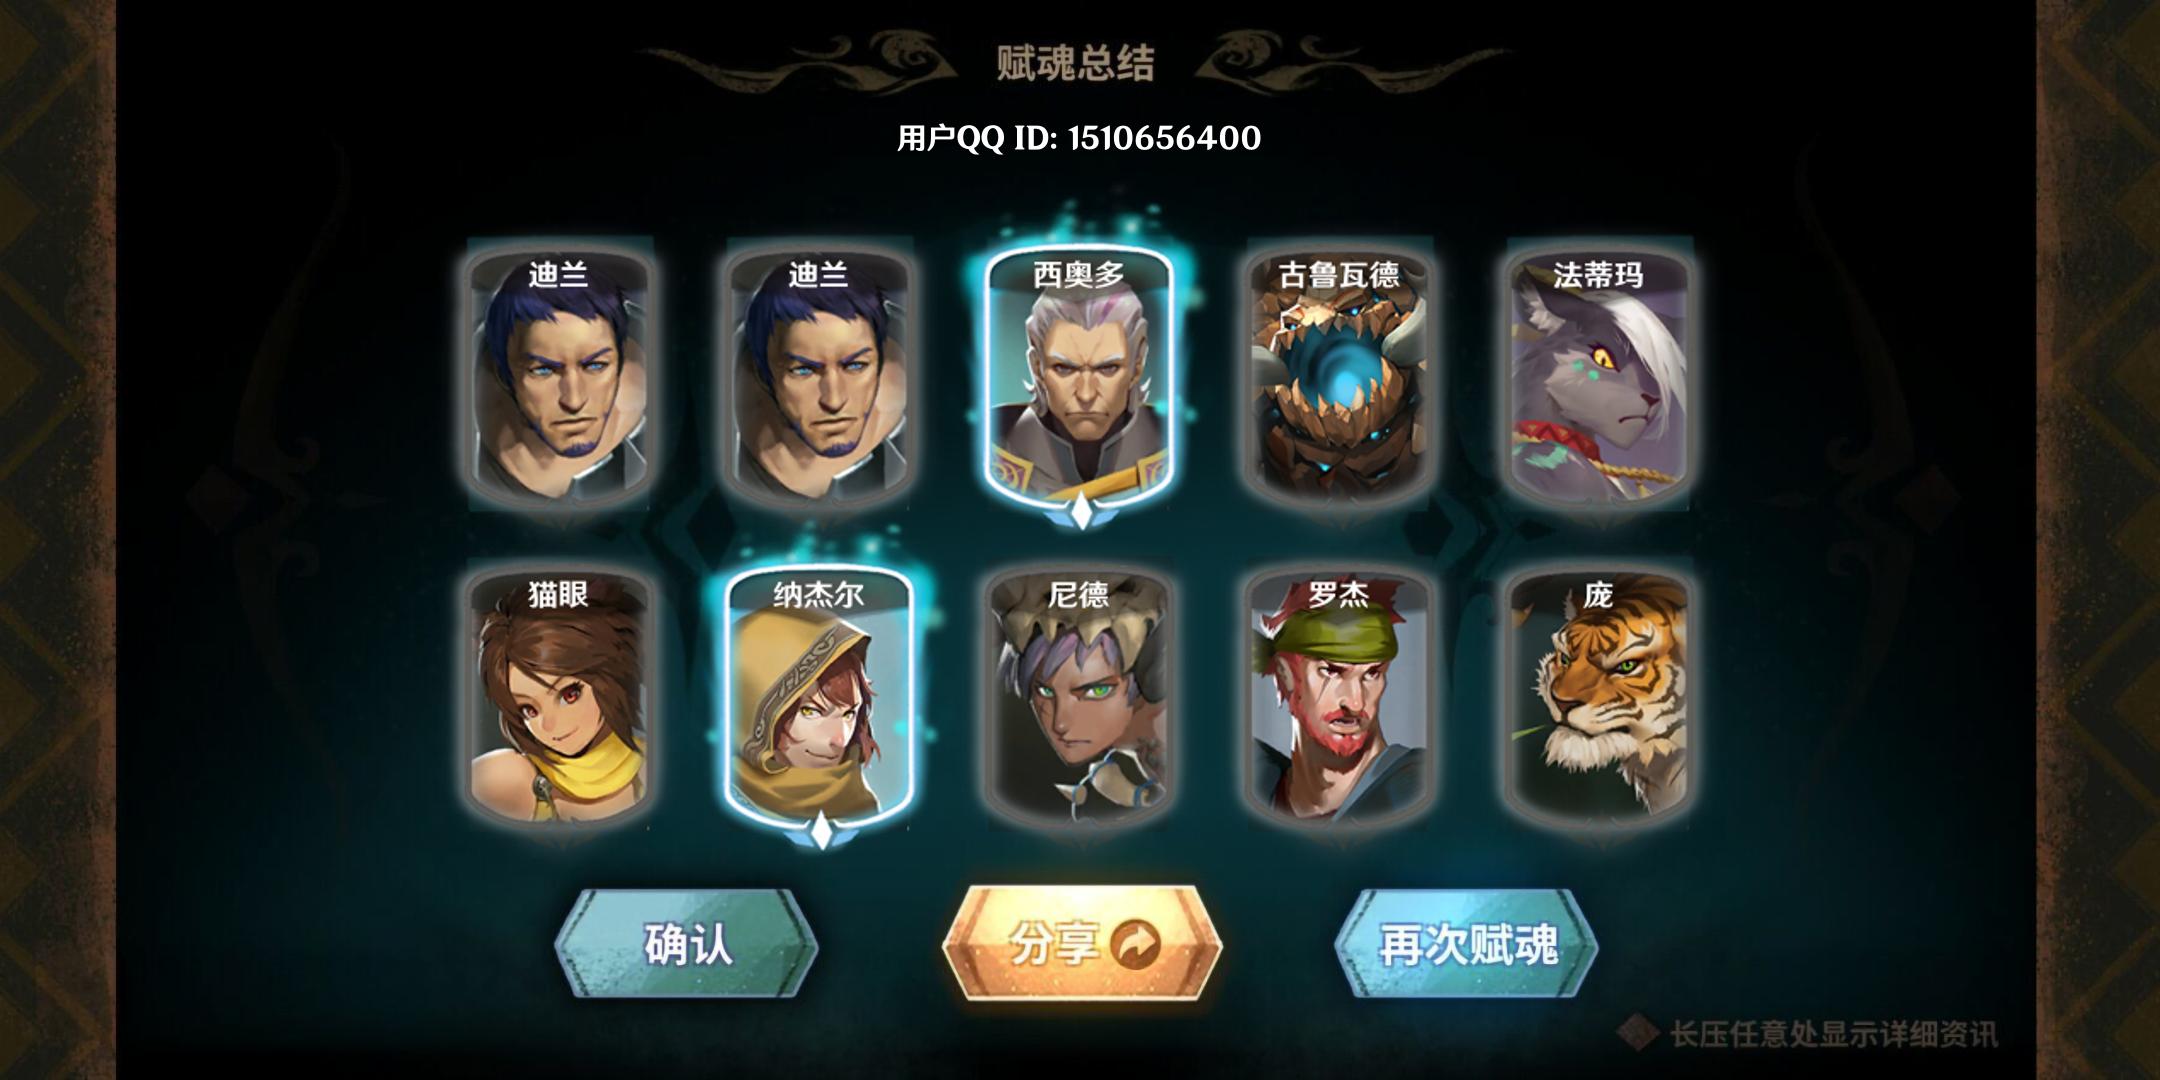 赋魂总结
用户QQ ID: 1510656400
迪兰
迪兰
西奥多
古鲁瓦德
法蒂玛
猫眼
纳杰尔
尼德
罗杰
庞
确认
分享
再次赋魂
长压任意处显示详细资讯